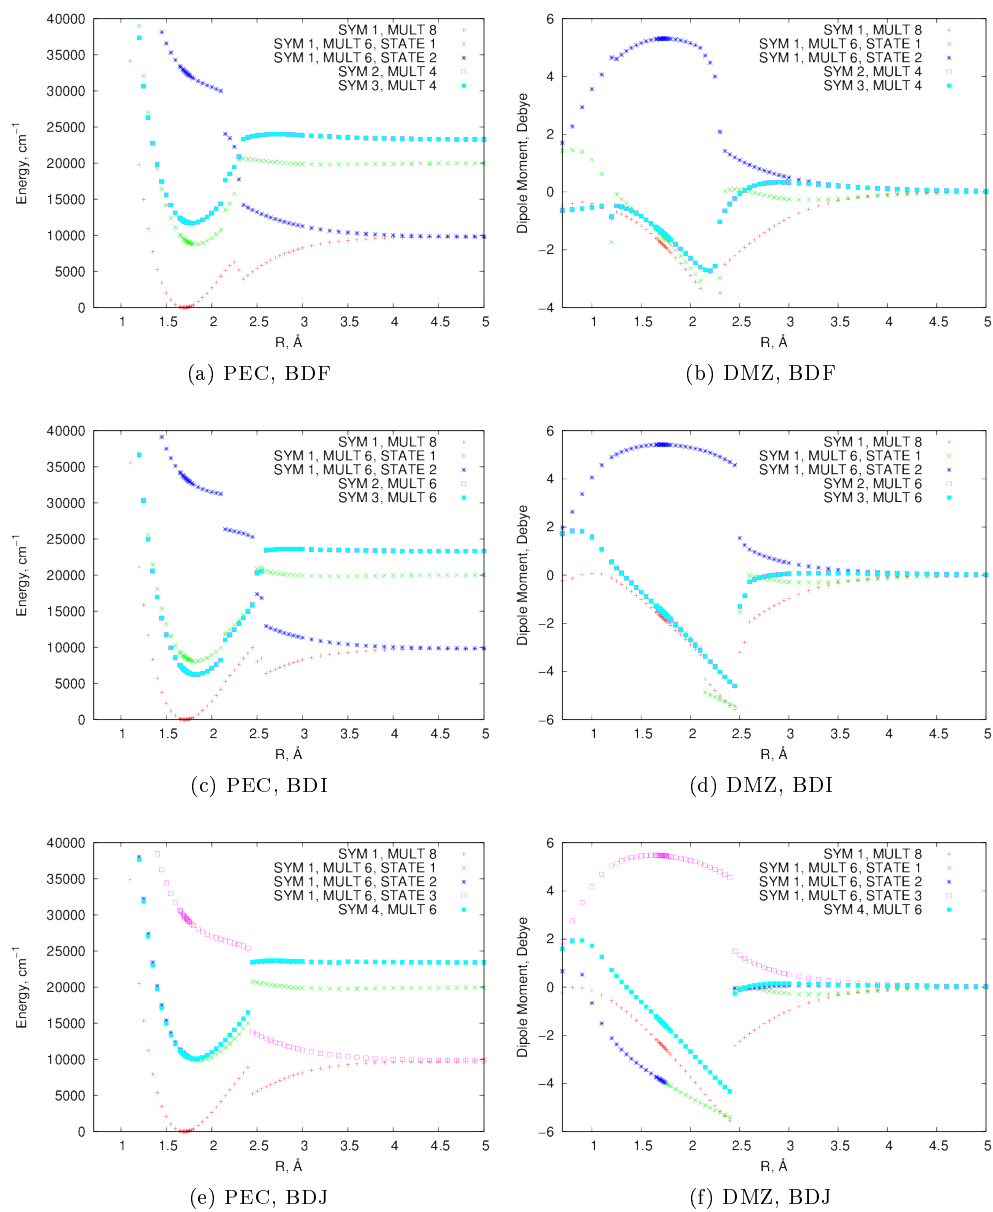 40000
35000
30000
25000
20000
15000
10000
5000
0
Energy, cm⁻¹
SYM 1, MULT 8
SYM 1, MULT 6, STATE 1
SYM 1, MULT 6, STATE 2
SYM 2, MULT 4
SYM 3, MULT 4
1 1.5 2 2.5 3 3.5 4 4.5 5
R, Å
(a) PEC, BDF
6
4
2
0
−2
−4
Dipole Moment, Debye
SYM 1, MULT 8
SYM 1, MULT 6, STATE 1
SYM 1, MULT 6, STATE 2
SYM 2, MULT 4
SYM 3, MULT 4
1 1.5 2 2.5 3 3.5 4 4.5 5
R, Å
(b) DMZ, BDF
40000
35000
30000
25000
20000
15000
10000
5000
0
Energy, cm⁻¹
SYM 1, MULT 8
SYM 1, MULT 6, STATE 1
SYM 1, MULT 6, STATE 2
SYM 2, MULT 6
SYM 3, MULT 6
1 1.5 2 2.5 3 3.5 4 4.5 5
R, Å
(c) PEC, BDI
6
4
2
0
−2
−4
−6
Dipole Moment, Debye
SYM 1, MULT 8
SYM 1, MULT 6, STATE 1
SYM 1, MULT 6, STATE 2
SYM 2, MULT 6
SYM 3, MULT 6
1 1.5 2 2.5 3 3.5 4 4.5 5
R, Å
(d) DMZ, BDI
40000
35000
30000
25000
20000
15000
10000
5000
0
Energy, cm⁻¹
SYM 1, MULT 8
SYM 1, MULT 6, STATE 1
SYM 1, MULT 6, STATE 2
SYM 1, MULT 6, STATE 3
SYM 4, MULT 6
1 1.5 2 2.5 3 3.5 4 4.5 5
R, Å
(e) PEC, BDJ
6
4
2
0
−2
−4
−6
Dipole Moment, Debye
SYM 1, MULT 8
SYM 1, MULT 6, STATE 1
SYM 1, MULT 6, STATE 2
SYM 1, MULT 6, STATE 3
SYM 4, MULT 6
1 1.5 2 2.5 3 3.5 4 4.5 5
R, Å
(f) DMZ, BDJ